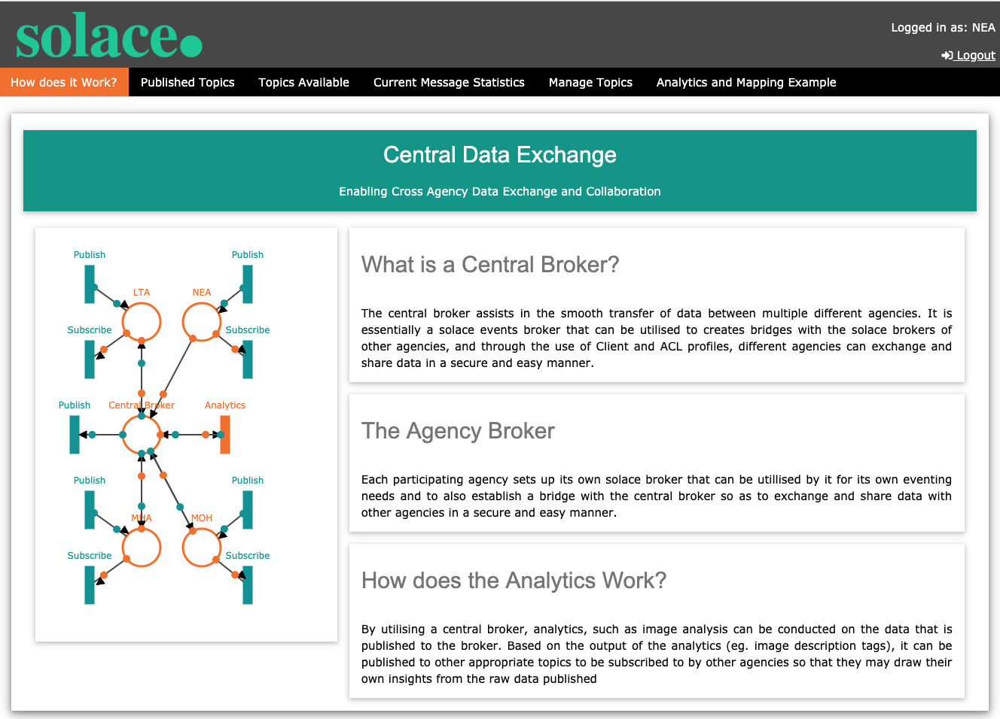 solace.
Logged in as: NEA
Logout
How does it Work?
Published Topics
Topics Available
Current Message Statistics
Manage Topics
Analytics and Mapping Example
Central Data Exchange
Enabling Cross Agency Data Exchange and Collaboration
Publish
Publish
LTA
NEA
Subscribe
Subscribe
Publish
Central Broker
Analytics
Publish
Publish
MHA
MOH
Subscribe
Subscribe
What is a Central Broker?
The central broker assists in the smooth transfer of data between multiple different agencies. It is
essentially a solace events broker that can be utilised to creates bridges with the solace brokers of
other agencies, and through the use of Client and ACL profiles, different agencies can exchange and
share data in a secure and easy manner.
The Agency Broker
Each participating agency sets up its own solace broker that can be utillised by it for its own eventing
needs and to also establish a bridge with the central broker so as to exchange and share data with
other agencies in a secure and easy manner.
How does the Analytics Work?
By utilising a central broker, analytics, such as image analysis can be conducted on the data that is
published to the broker. Based on the output of the analytics (eg. image description tags), it can be
published to other appropriate topics to be subscribed to by other agencies so that they may draw their
own insights from the raw data published